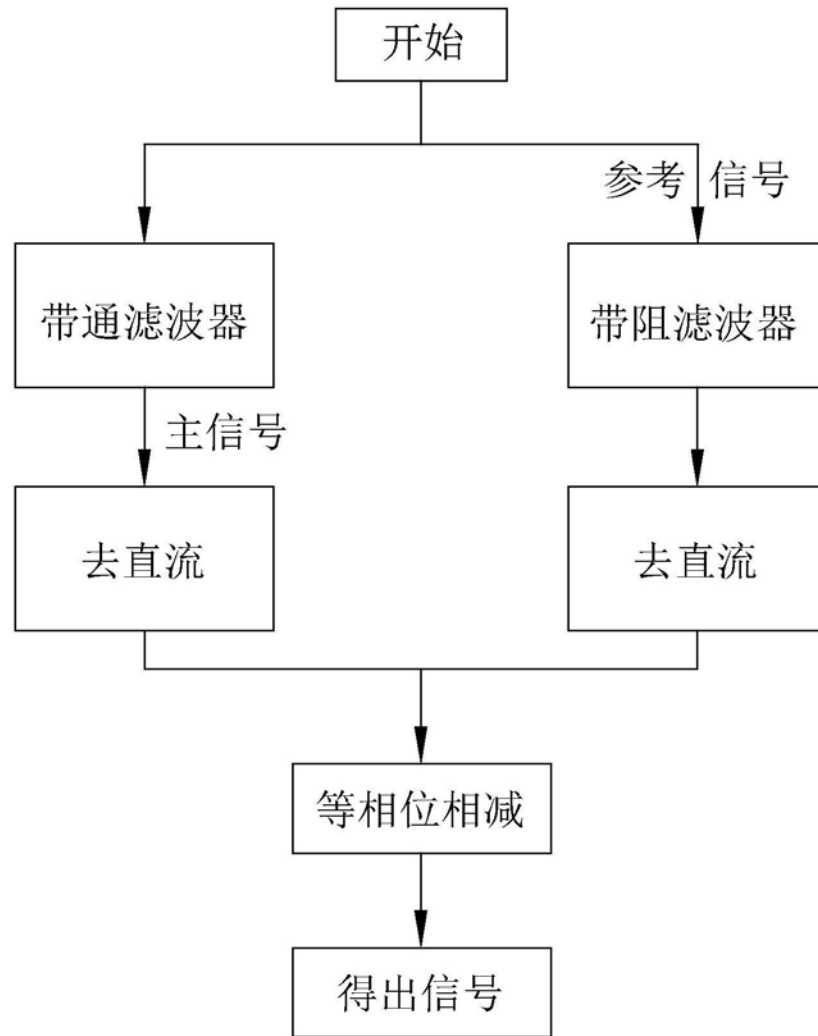 开始
参考 信号
带通滤波器
带阻滤波器
主信号
去直流
去直流
等相位相减
得出信号